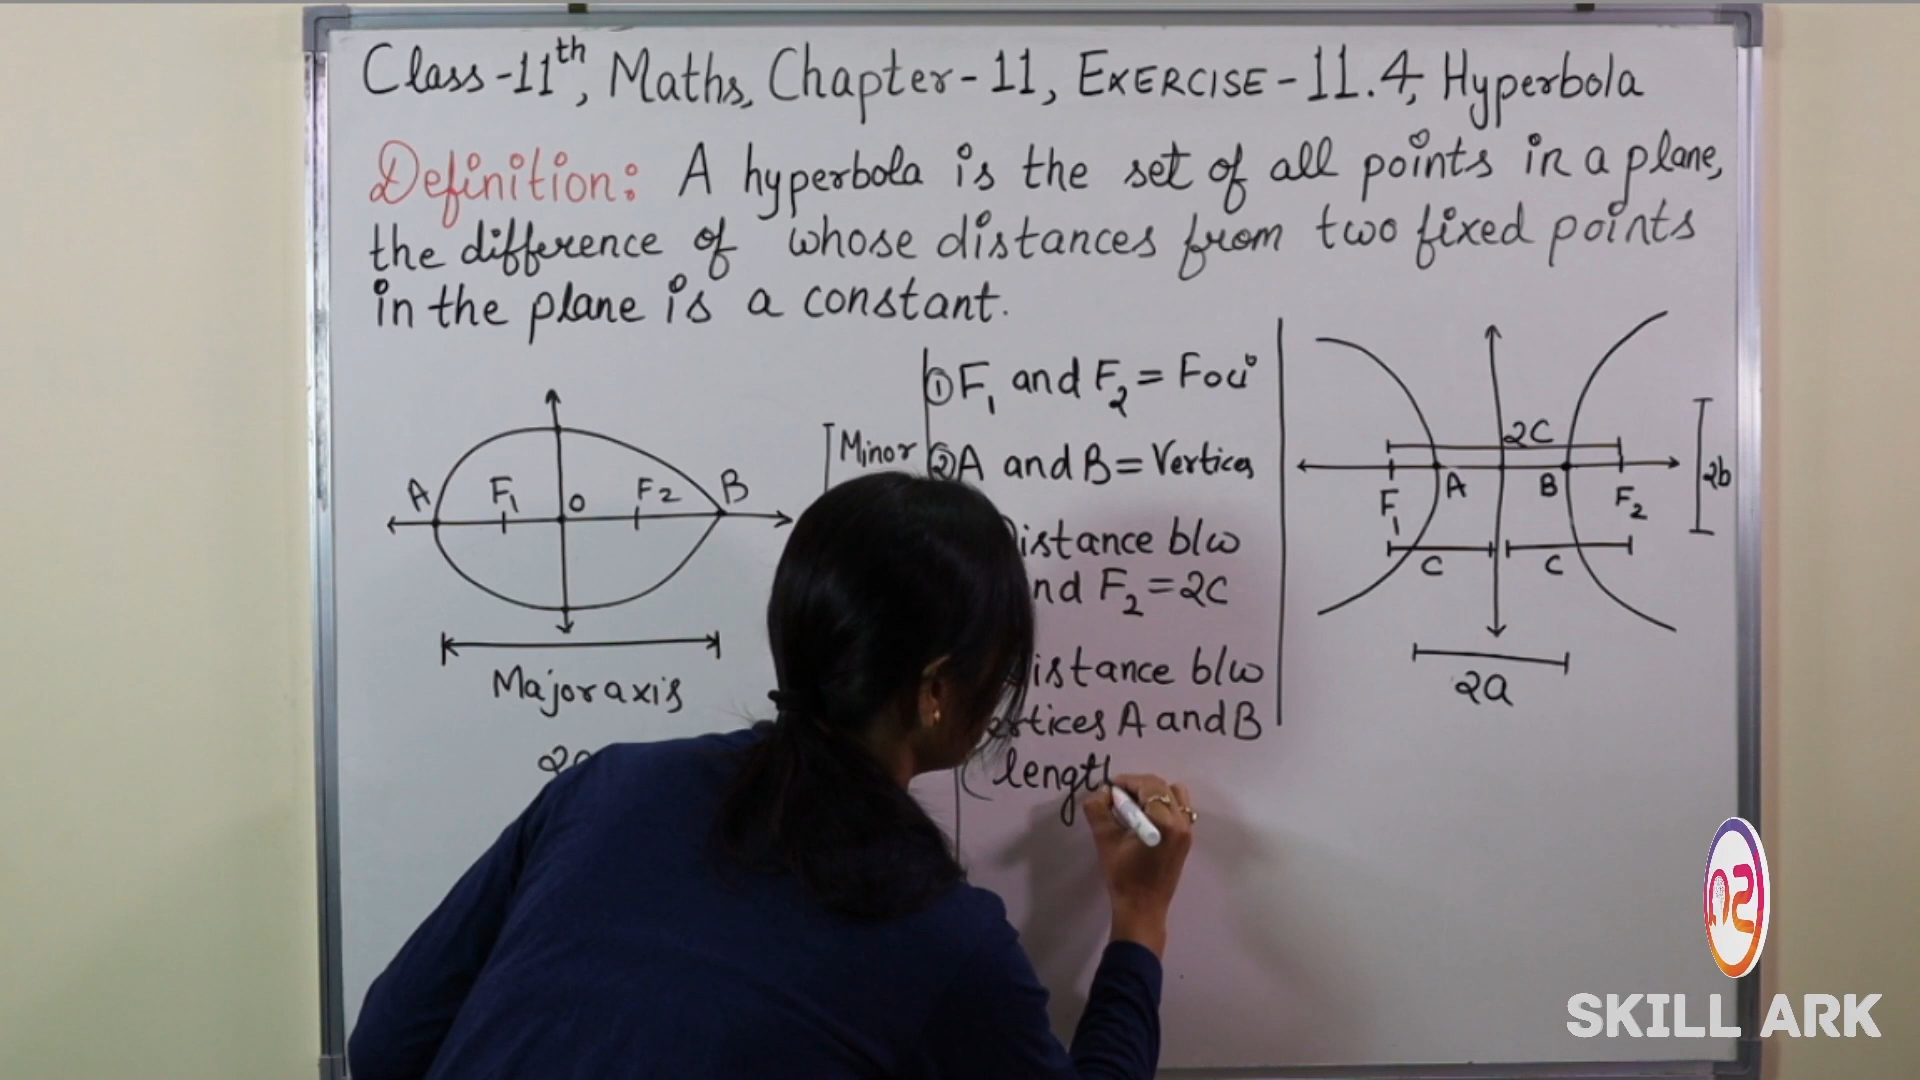 Class-11th, Maths, Chapter-11, EXERCISE-11.4, Hyperbola
Definition: A hyperbola is the set of all points in a plane,
the difference of whose distances from two fixed points
in the plane is a constant.
A F1 O F2 B
Major axis
Minor
① F1 and F2 = Foci
② A and B = Vertices
istance b/w
nd F2 = 2C
istance b/w
ertices A and B
(length
2C
F1 A B F2
C C
2a
2b
SKILL ARK